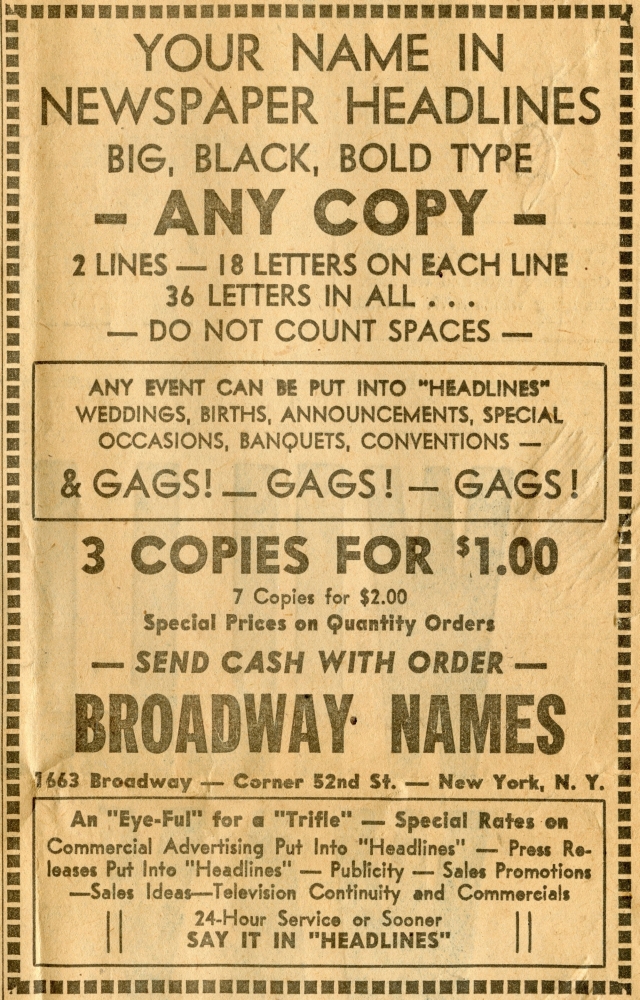 YOUR NAME IN
NEWSPAPER HEADLINES
BIG, BLACK, BOLD TYPE
– ANY COPY –
2 LINES — 18 LETTERS ON EACH LINE
36 LETTERS IN ALL . . .
— DO NOT COUNT SPACES —
ANY EVENT CAN BE PUT INTO "HEADLINES"
WEDDINGS, BIRTHS, ANNOUNCEMENTS, SPECIAL
OCCASIONS, BANQUETS, CONVENTIONS —
& GAGS! — GAGS! — GAGS!
3 COPIES FOR $1.00
7 Copies for $2.00
Special Prices on Quantity Orders
— SEND CASH WITH ORDER —
BROADWAY NAMES
1663 Broadway — Corner 52nd St. — New York, N. Y.
An "Eye-Ful" for a "Trifle" — Special Rates on
Commercial Advertising Put Into "Headlines" — Press Re-
leases Put Into "Headlines" — Publicity — Sales Promotions
—Sales Ideas—Television Continuity and Commercials
24-Hour Service or Sooner
SAY IT IN "HEADLINES"